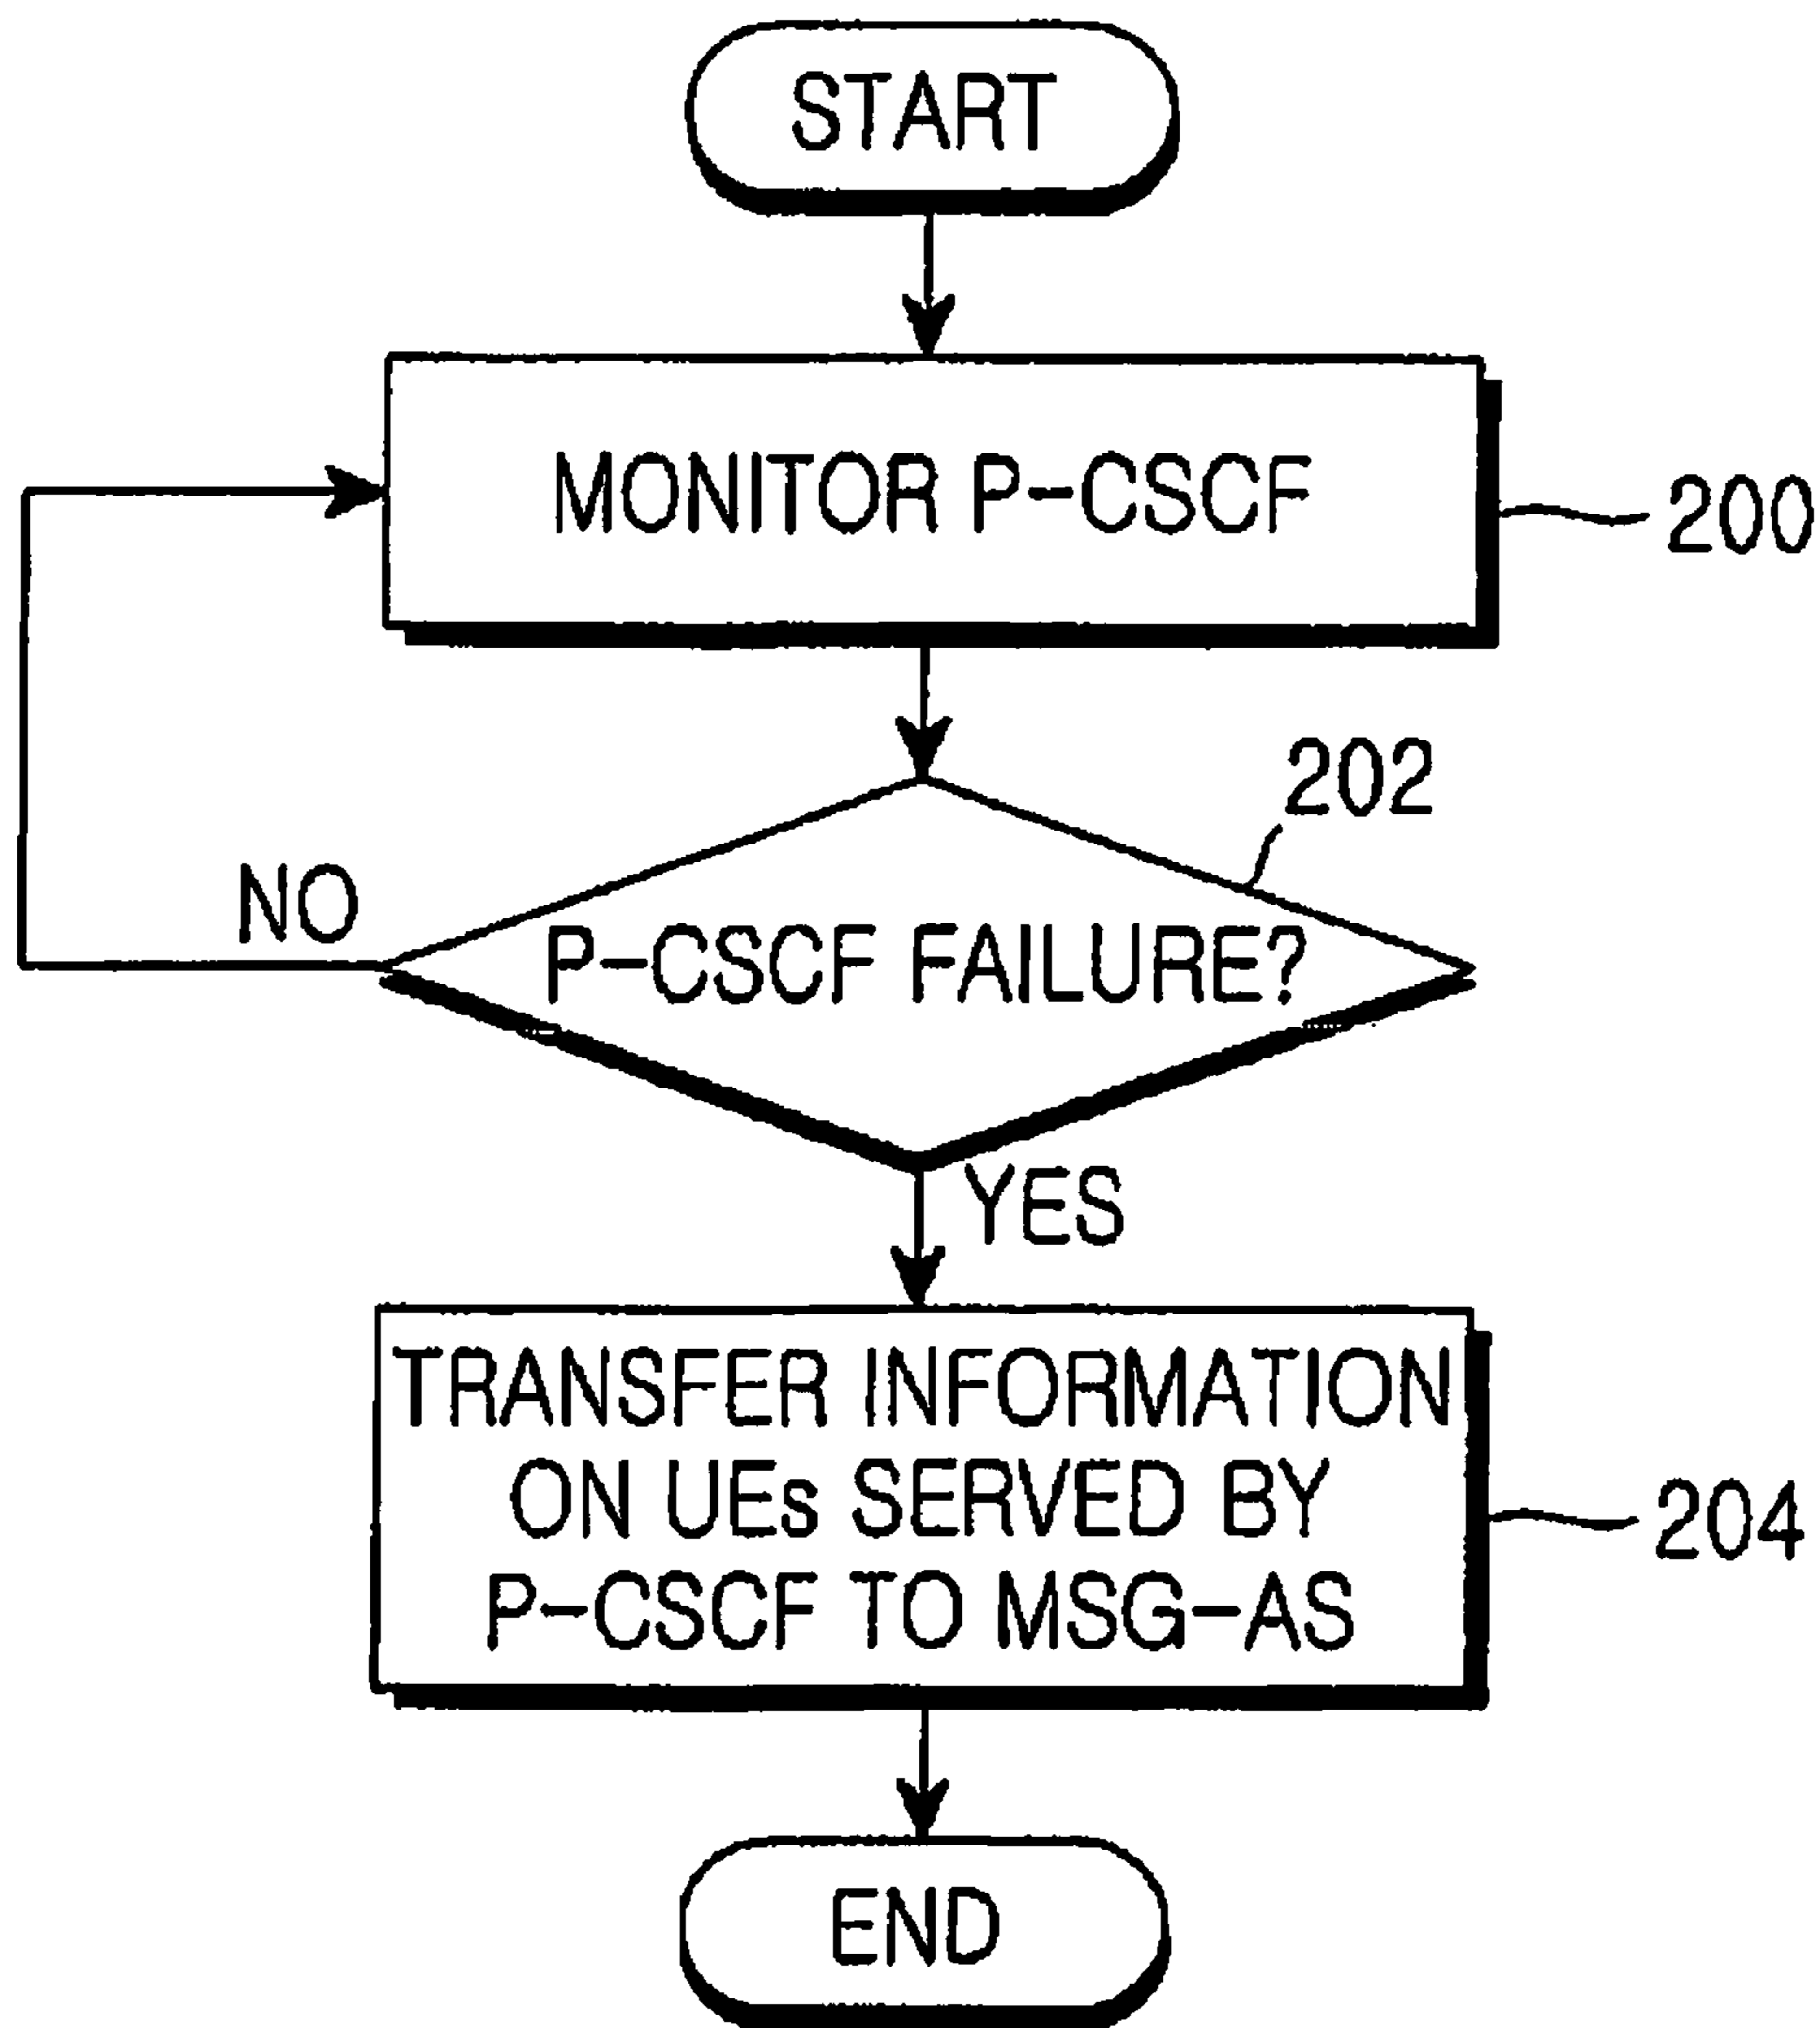 START
MONITOR P-CSCF
200
202
NO
P-CSCF FAILURE?
YES
TRANSFER INFORMATION
ON UEs SERVED BY
P-CSCF TO MSG-AS
204
END